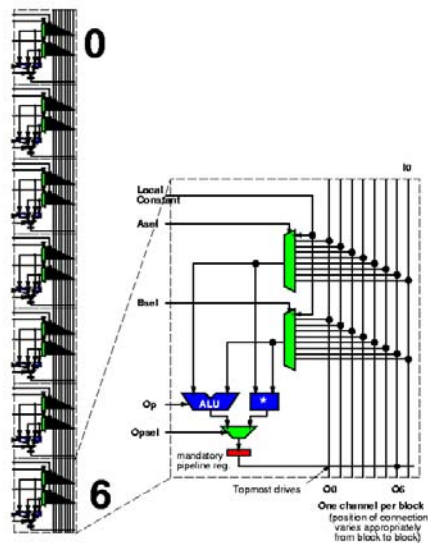 0
I0
Local
Constant
Asel
Bsel
Op
ALU
*
Opsel
mandatory
pipeline reg.
6
Topmost drives
O0
O6
One channel per block
(position of connection
varies appropriately
from block to block)